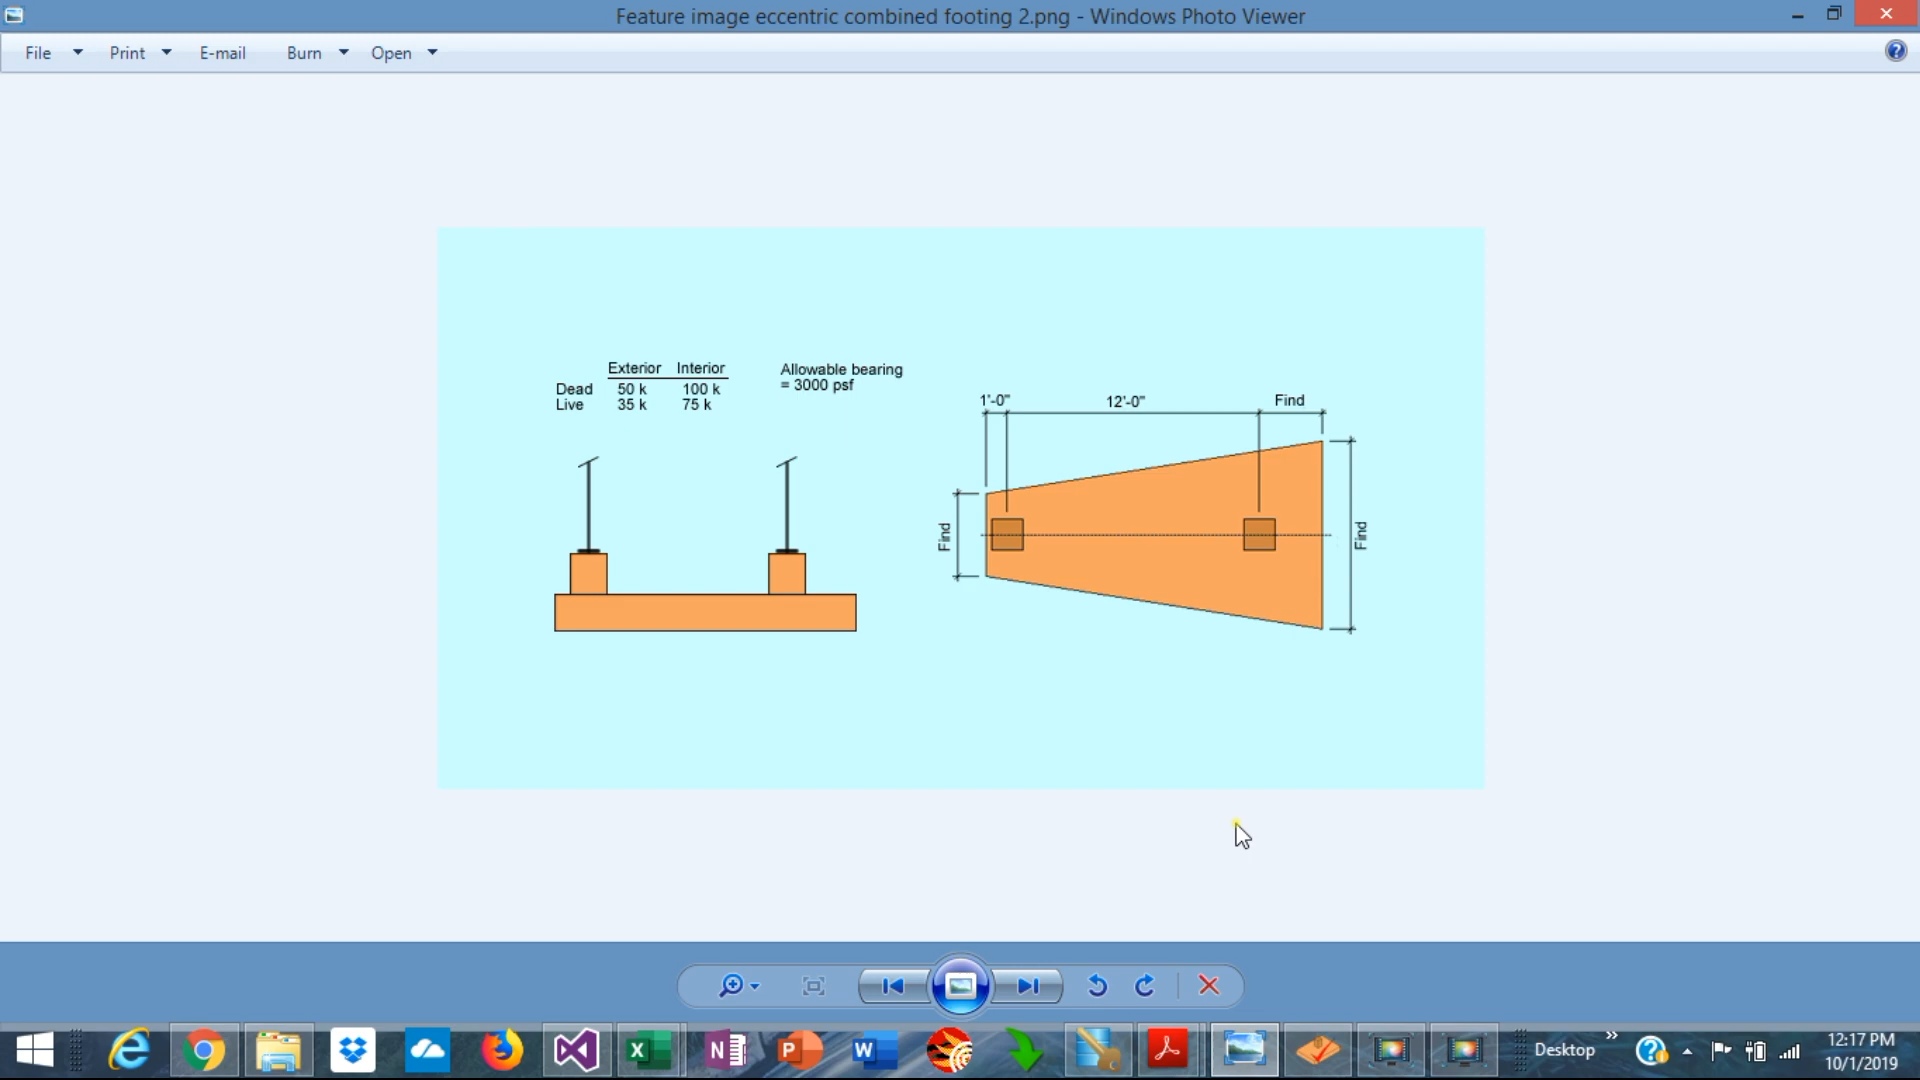 Feature image eccentric combined footing 2.png - Windows Photo Viewer
File Print E-mail Burn Open
Exterior Interior
Dead 50 k 100 k
Live 35 k 75 k
Allowable bearing
= 3000 psf
1'-0" 12'-0" Find
Find
Find
Desktop
12:17 PM
10/1/2019